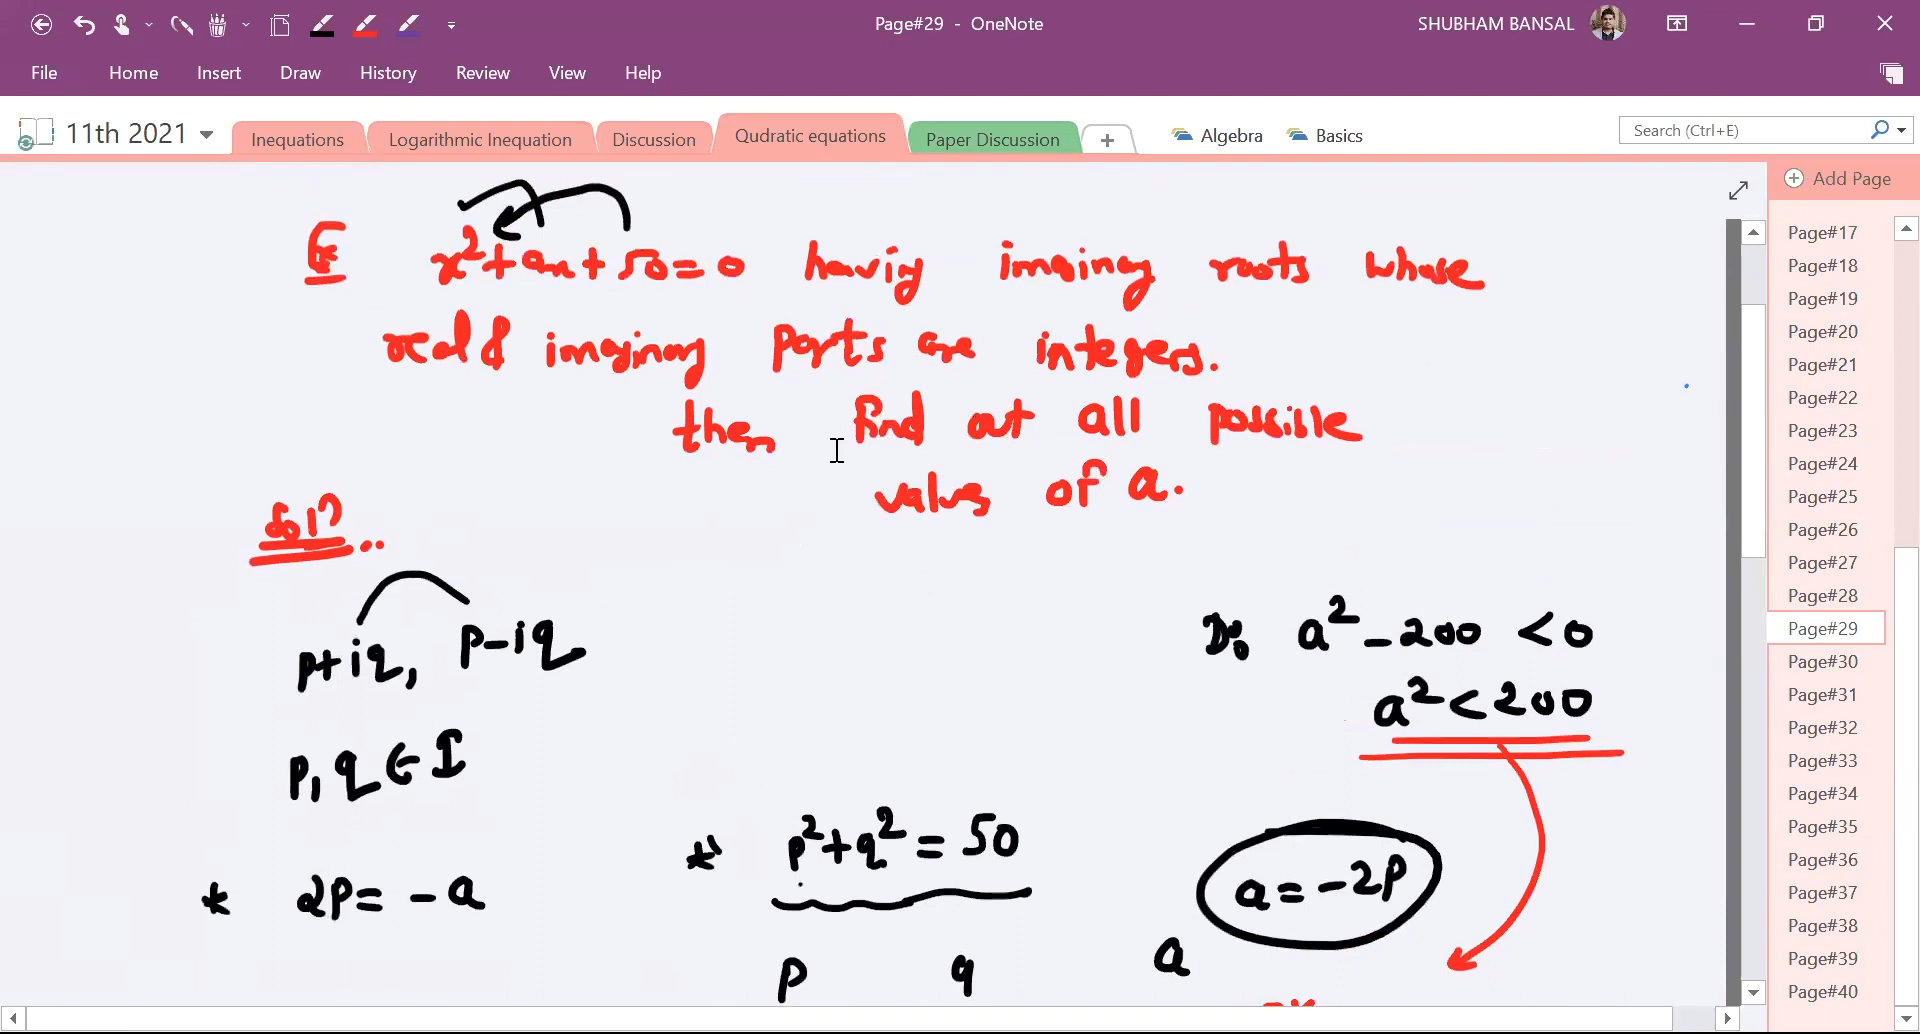 Page#29 - OneNote
SHUBHAM BANSAL
File Home Insert Draw History Review View Help
11th 2021
Inequations
Logarithmic Inequation
Discussion
Qudratic equations
Paper Discussion
+
Algebra
Basics
Search (Ctrl+E)
Add Page
Page#17
Page#18
Page#19
Page#20
Page#21
Page#22
Page#23
Page#24
Page#25
Page#26
Page#27
Page#28
Page#29
Page#30
Page#31
Page#32
Page#33
Page#34
Page#35
Page#36
Page#37
Page#38
Page#39
Page#40
x²+ax+50=0 having imaginary roots whose
real & imaginary parts are integers.
then find out all possible
values of a.
Solⁿ..
p+iq, p-iq
p, q ∈ I
* 2p= -a
* p²+q² = 50
p q
D: a²-200 <0
a²<200
a= -2p
a